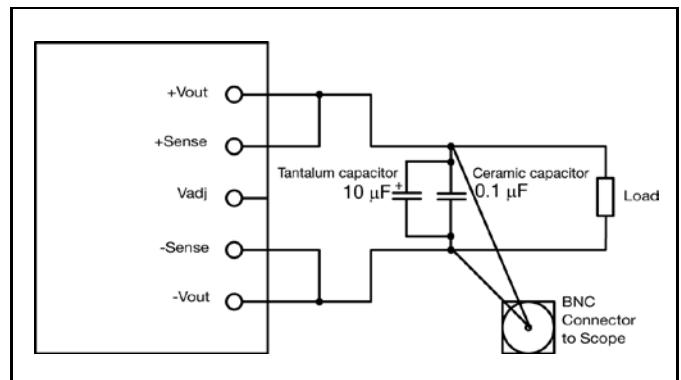 +Vout
+Sense
Vadj
-Sense
-Vout
Tantalum capacitor
10 µF+
Ceramic capacitor
0.1 µF
Load
BNC
Connector
to Scope